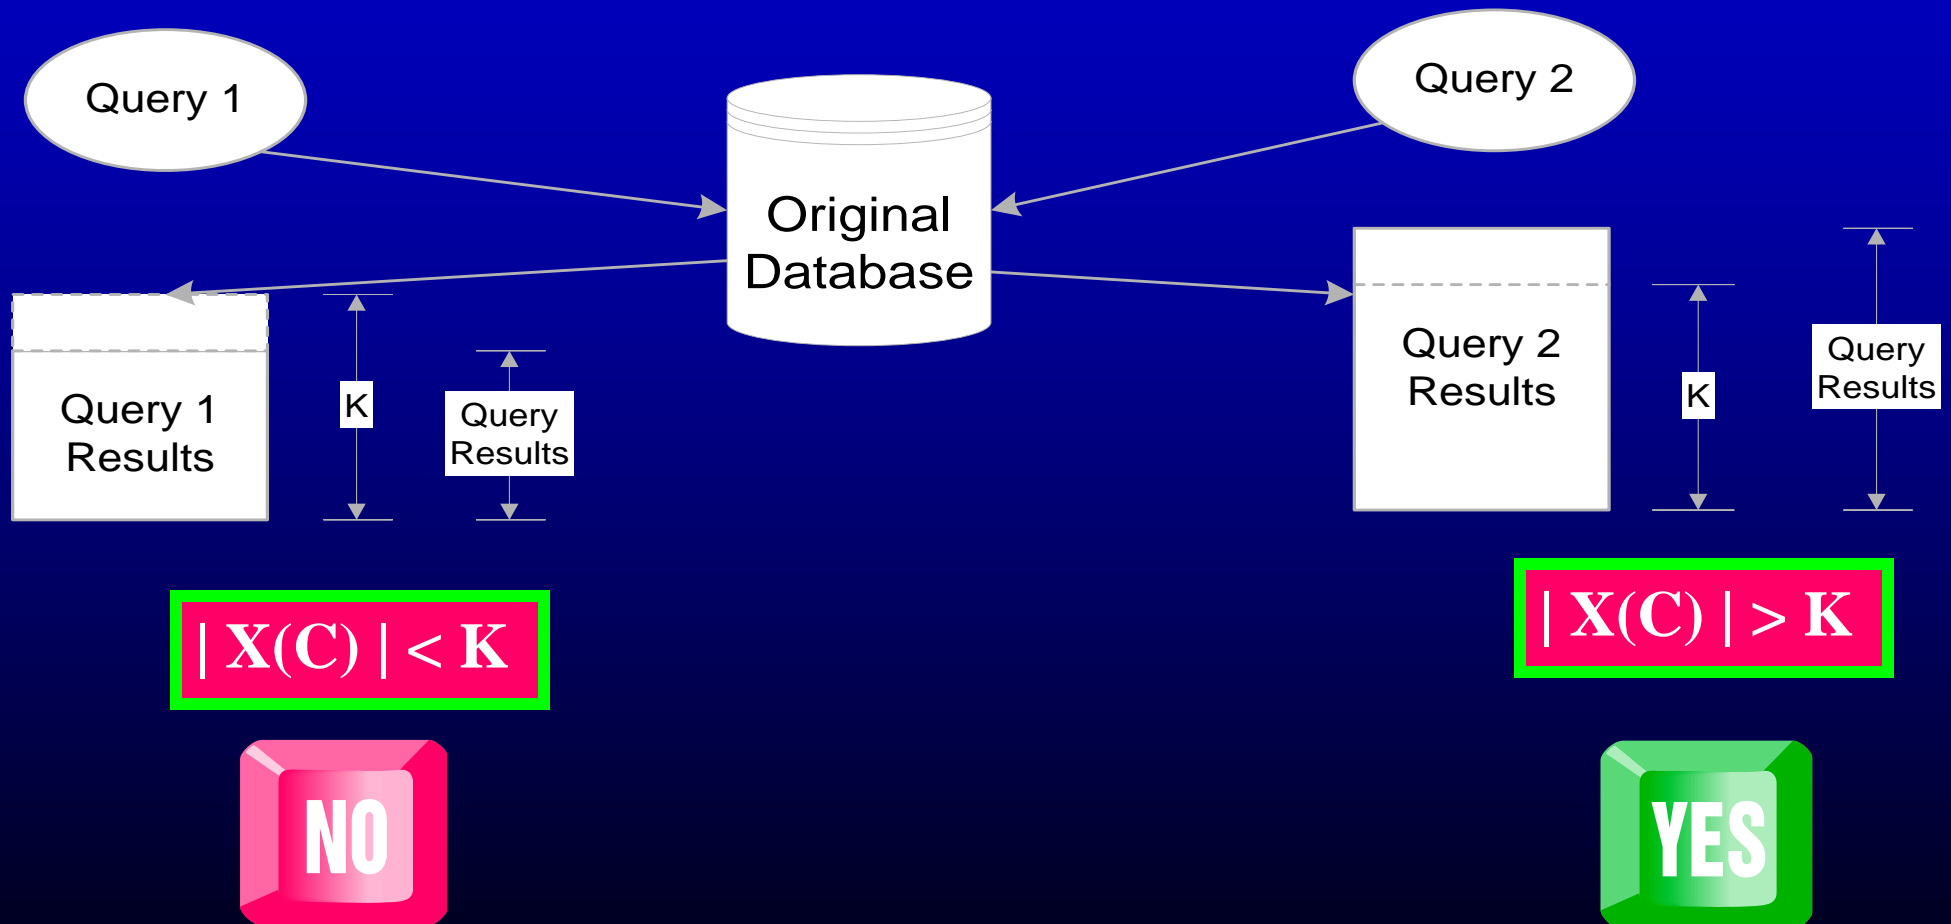 Query 1
Query 2
Original
Database
Query 1
Results
K
Query
Results
Query 2
Results
K
Query
Results
| X(C) | < K
| X(C) | > K
NO
YES